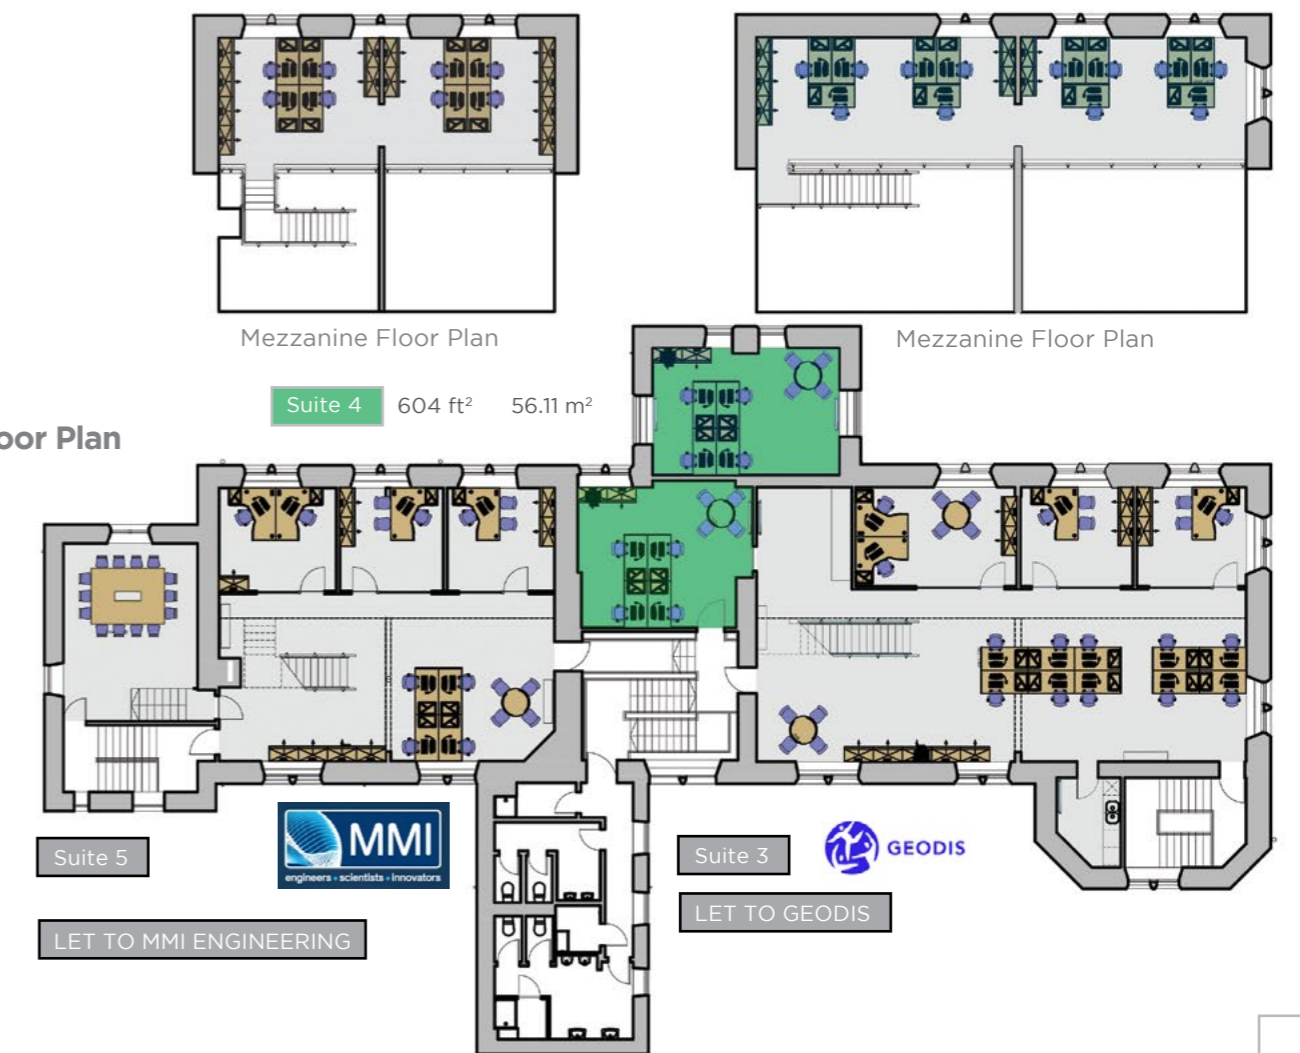 Mezzanine Floor Plan
Mezzanine Floor Plan
Suite 4 604 ft² 56.11 m²
oor Plan
MMI
engineers • scientists • innovators
Suite 5
LET TO MMI ENGINEERING
Suite 3
GEODIS
LET TO GEODIS